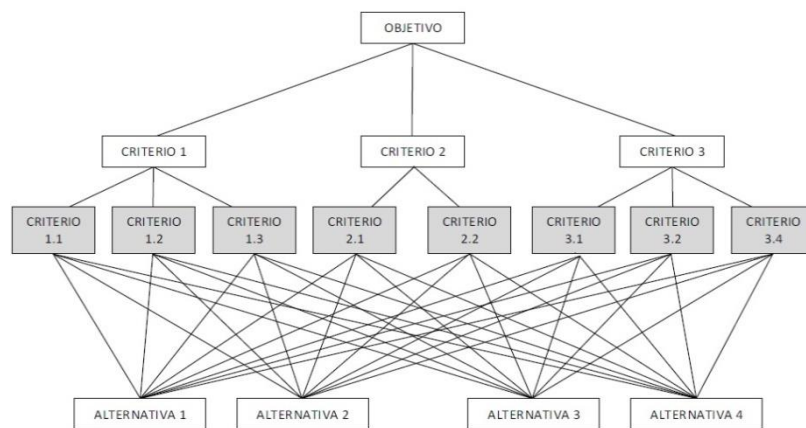 OBJETIVO
CRITERIO 1
CRITERIO 2
CRITERIO 3
CRITERIO
1.1
CRITERIO
1.2
CRITERIO
1.3
CRITERIO
2.1
CRITERIO
2.2
CRITERIO
3.1
CRITERIO
3.2
CRITERIO
3.4
ALTERNATIVA 1
ALTERNATIVA 2
ALTERNATIVA 3
ALTERNATIVA 4